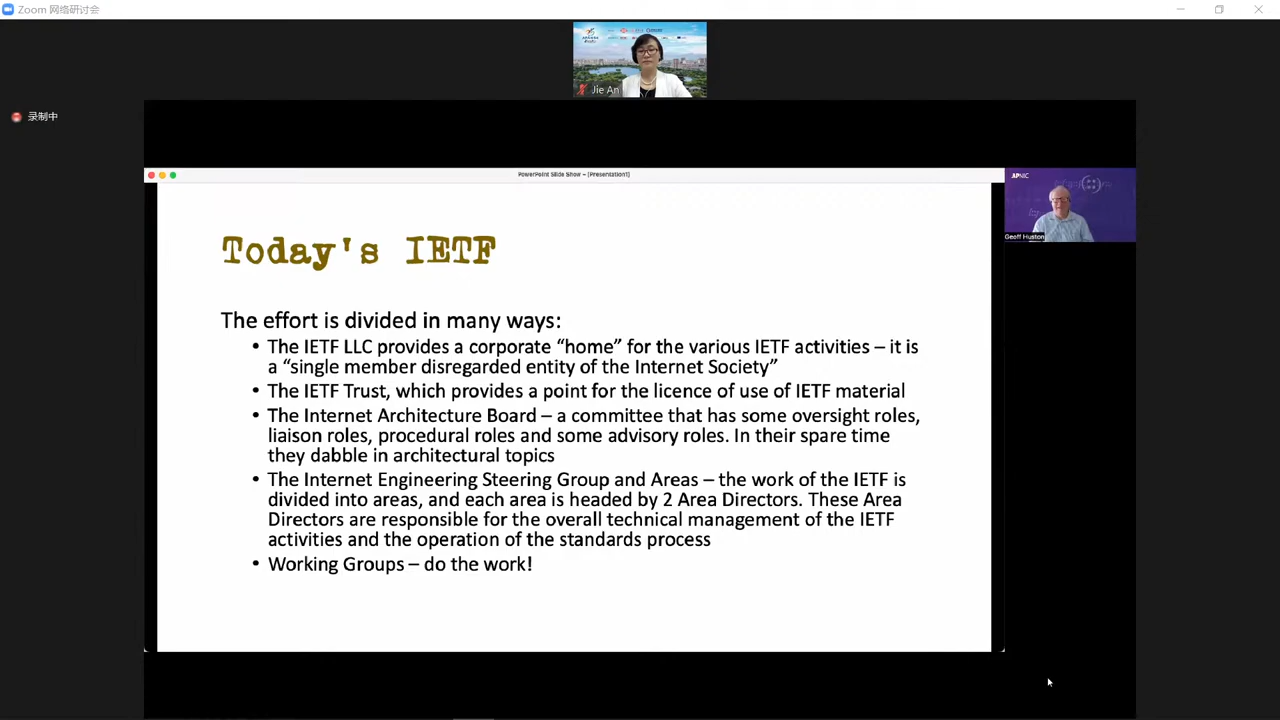 Zoom 网络研讨会
Jie An
录制中
PowerPoint Slide Show - [Presentation1]
APNIC
Geoff Huston
Today's IETF
The effort is divided in many ways:
• The IETF LLC provides a corporate “home” for the various IETF activities – it is
a “single member disregarded entity of the Internet Society”
• The IETF Trust, which provides a point for the licence of use of IETF material
• The Internet Architecture Board – a committee that has some oversight roles,
liaison roles, procedural roles and some advisory roles. In their spare time
they dabble in architectural topics
• The Internet Engineering Steering Group and Areas – the work of the IETF is
divided into areas, and each area is headed by 2 Area Directors. These Area
Directors are responsible for the overall technical management of the IETF
activities and the operation of the standards process
• Working Groups – do the work!